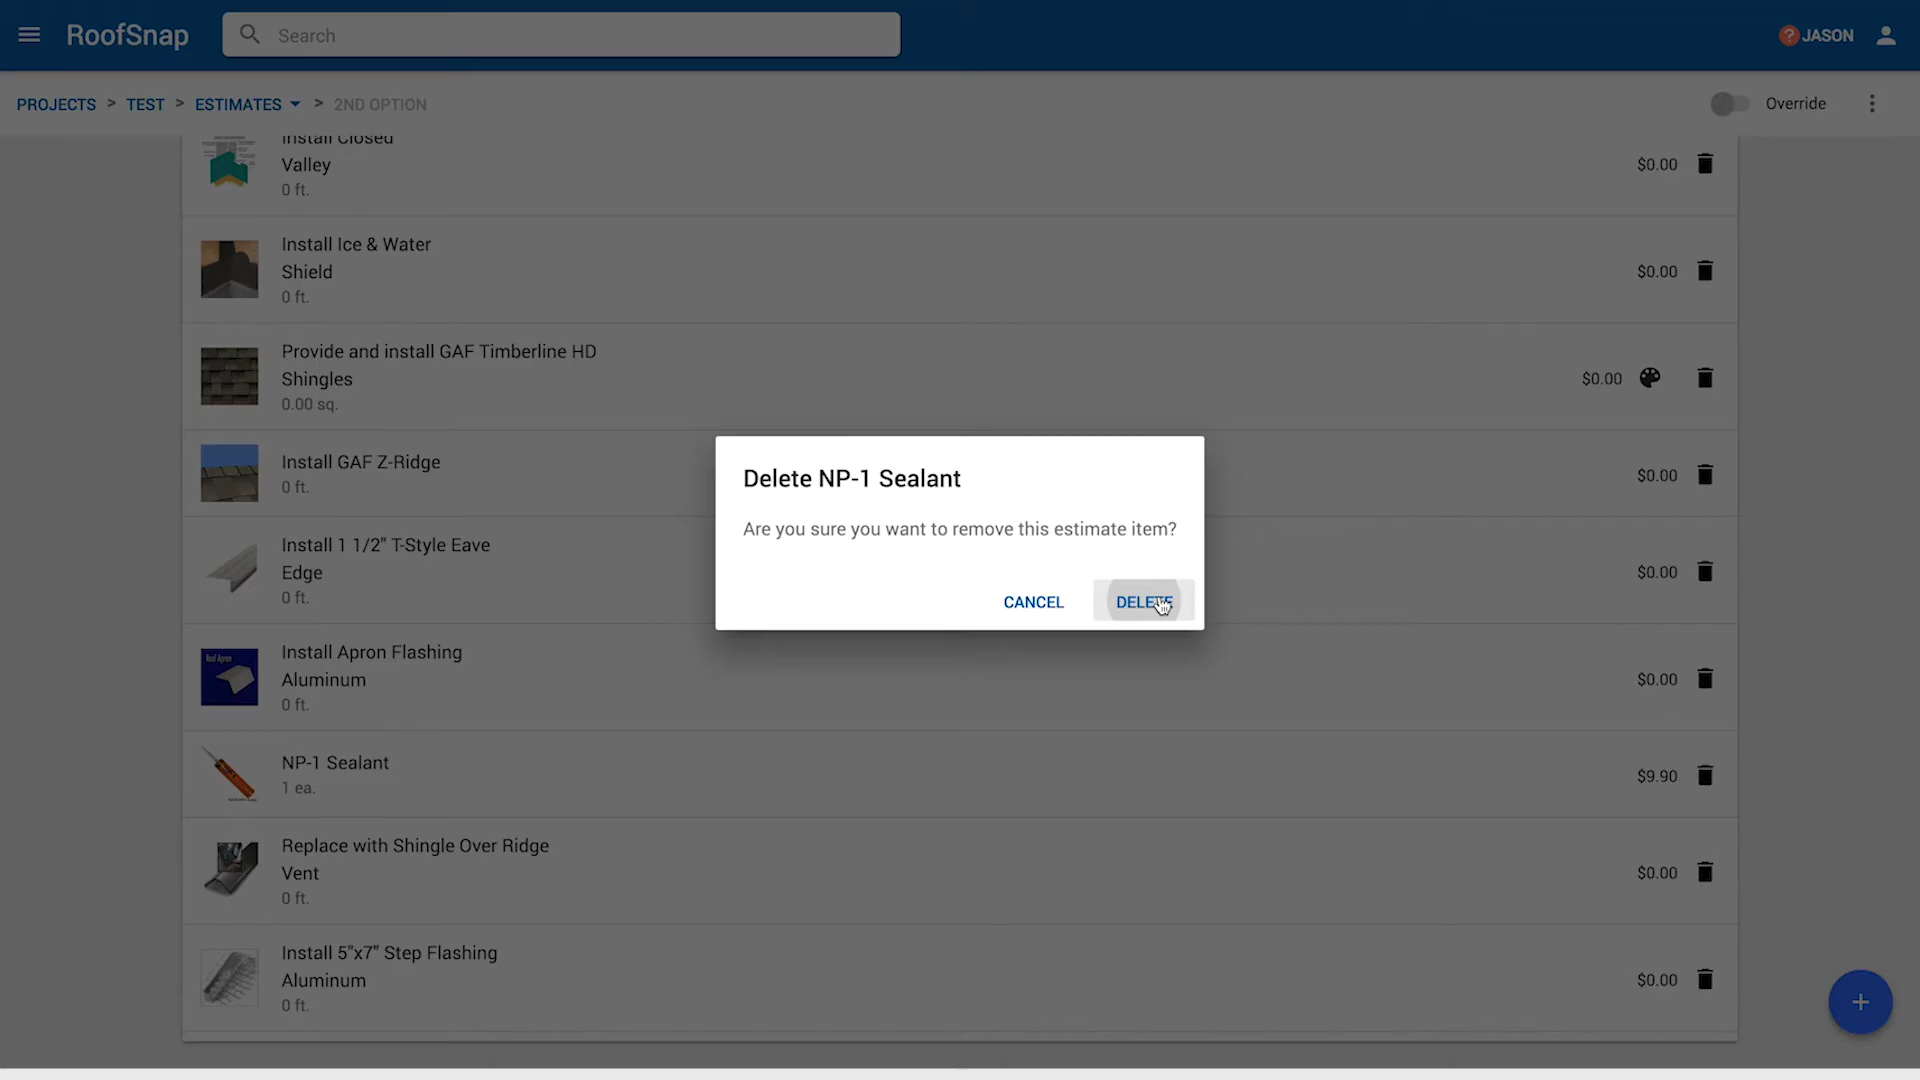 RoofSnap
Search
? JASON
PROJECTS > TEST > ESTIMATES > 2ND OPTION
Override
Install Closed
Valley
0 ft.
$0.00
Install Ice & Water
Shield
0 ft.
$0.00
Provide and install GAF Timberline HD
Shingles
0.00 sq.
$0.00
Install GAF Z-Ridge
0 ft.
$0.00
Install 1 1/2" T-Style Eave
Edge
0 ft.
$0.00
Delete NP-1 Sealant
Are you sure you want to remove this estimate item?
CANCEL
DELETE
Roof Apron
Install Apron Flashing
Aluminum
0 ft.
$0.00
NP-1 Sealant
1 ea.
$9.90
Replace with Shingle Over Ridge
Vent
0 ft.
$0.00
Install 5"x7" Step Flashing
Aluminum
0 ft.
$0.00